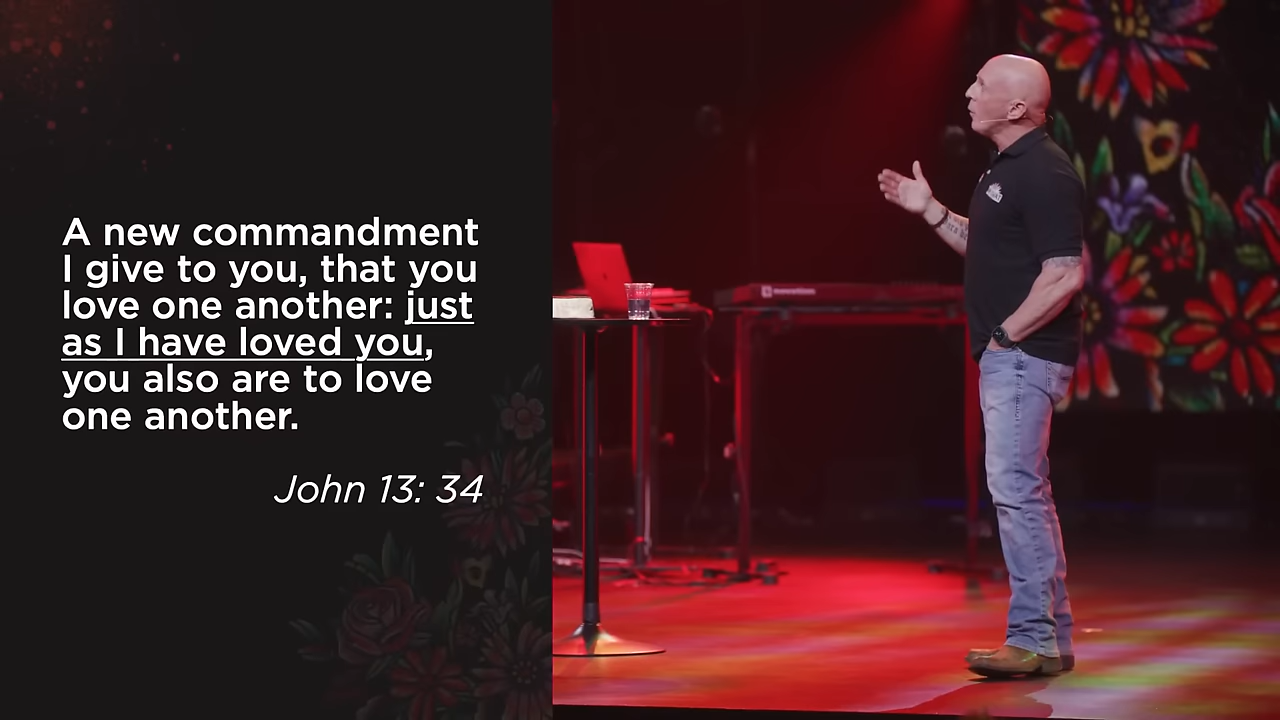 A new commandment
I give to you, that you
love one another: just
as I have loved you,
you also are to love
one another.
John 13: 34